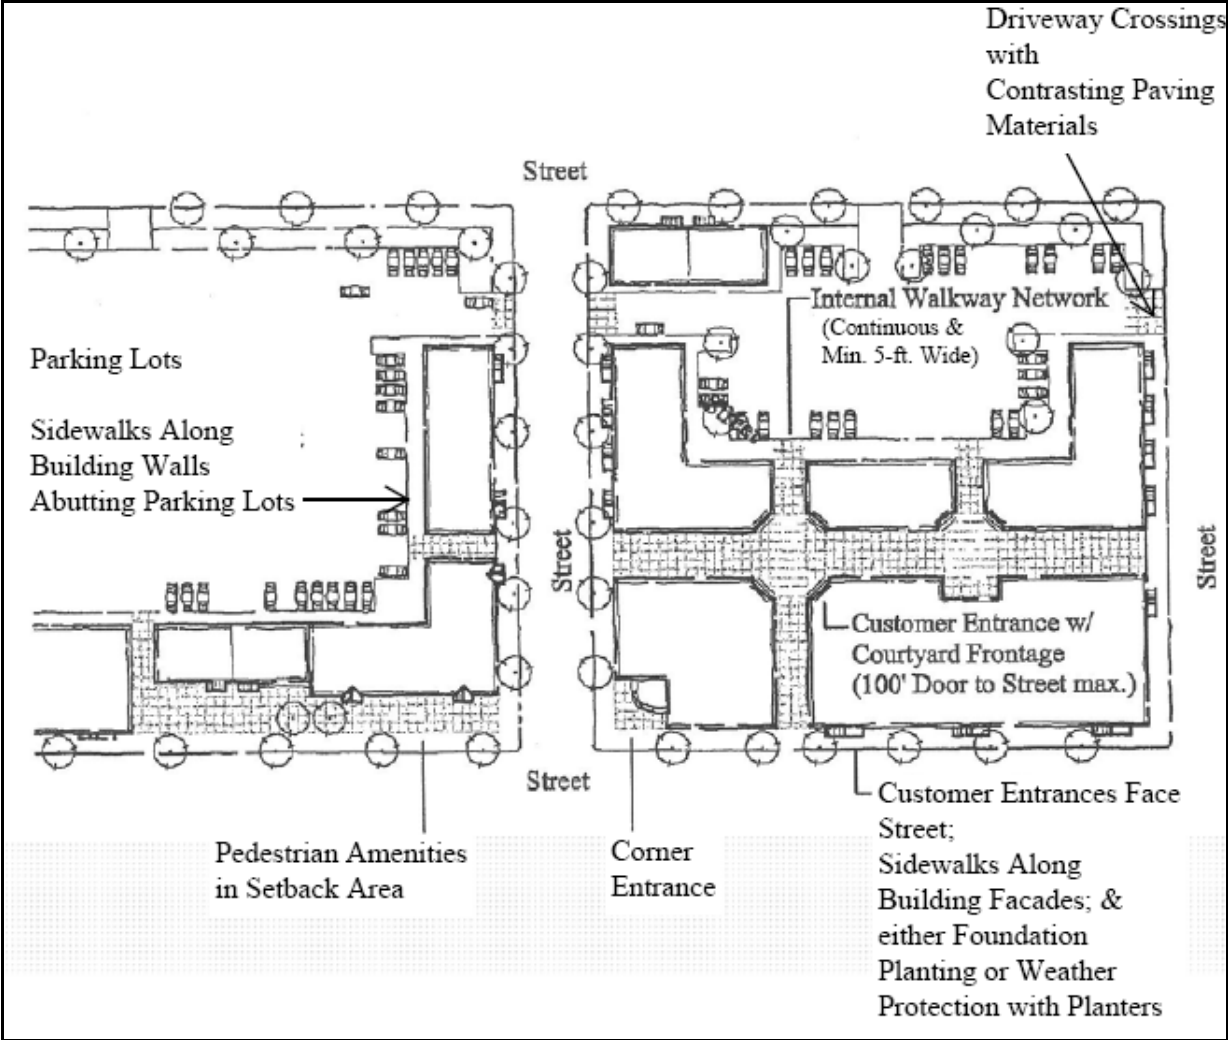 Driveway Crossings
with
Contrasting Paving
Materials
Street
Internal Walkway Network
(Continuous &
Min. 5-ft. Wide)
Parking Lots
Sidewalks Along
Building Walls
Abutting Parking Lots
Street
Street
Customer Entrance w/
Courtyard Frontage
(100' Door to Street max.)
Street
Customer Entrances Face
Street;
Sidewalks Along
Building Facades; &
either Foundation
Planting or Weather
Protection with Planters
Pedestrian Amenities
in Setback Area
Corner
Entrance